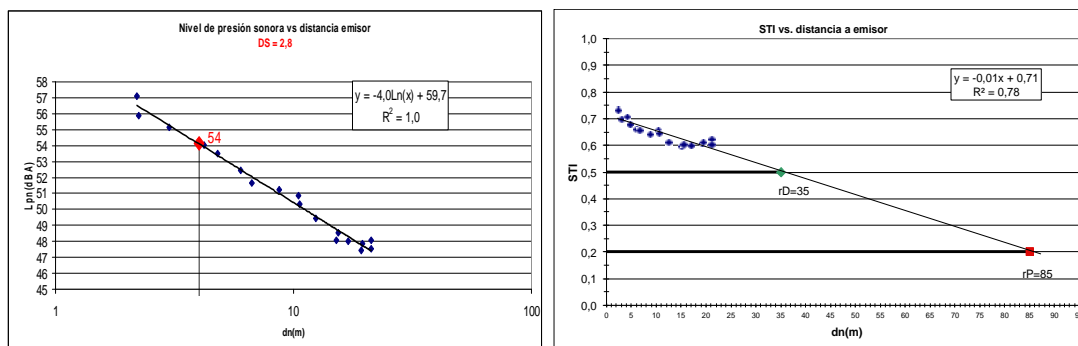 Nivel de presión sonora vs distancia emisor
DS = 2,8
Lpn(dBA)
58
57
56
55
54
53
52
51
50
49
48
47
46
45
y = -4,0Ln(x) + 59,7
R2 = 1,0
54
1
10
100
dn(m)
STI vs. distancia a emisor
STI
1,0
0,9
0,8
0,7
0,6
0,5
0,4
0,3
0,2
0,1
0,0
y = -0,01x + 0,71
R² = 0,78
rD=35
rP=85
0 5 10 15 20 25 30 35 40 45 50 55 60 65 70 75 80 85 90 95
dn(m)